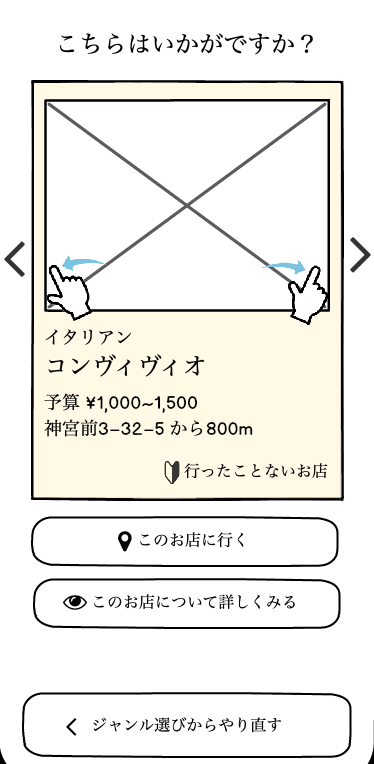 こちらはいかがですか？
イタリアン
コンヴィヴィオ
予算 ¥1,000~1,500
神宮前3-32-5 から800m
行ったことないお店
このお店に行く
このお店について詳しくみる
ジャンル選びからやり直す